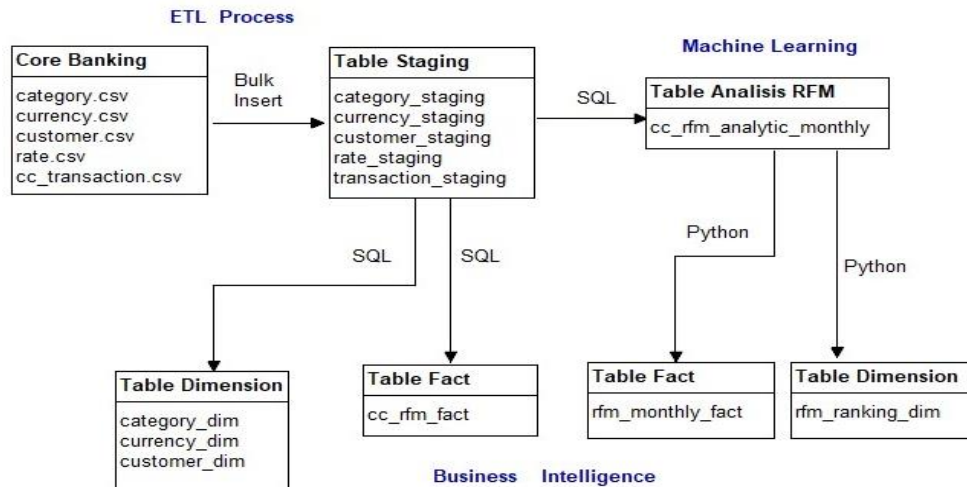 ETL Process
Core Banking
category.csv
currency.csv
customer.csv
rate.csv
cc_transaction.csv
Bulk
Insert
Table Staging
category_staging
currency_staging
customer_staging
rate_staging
transaction_staging
SQL
Machine Learning
Table Analisis RFM
cc_rfm_analytic_monthly
SQL
SQL
Python
Python
Table Dimension
category_dim
currency_dim
customer_dim
Table Fact
cc_rfm_fact
Table Fact
rfm_monthly_fact
Table Dimension
rfm_ranking_dim
Business Intelligence